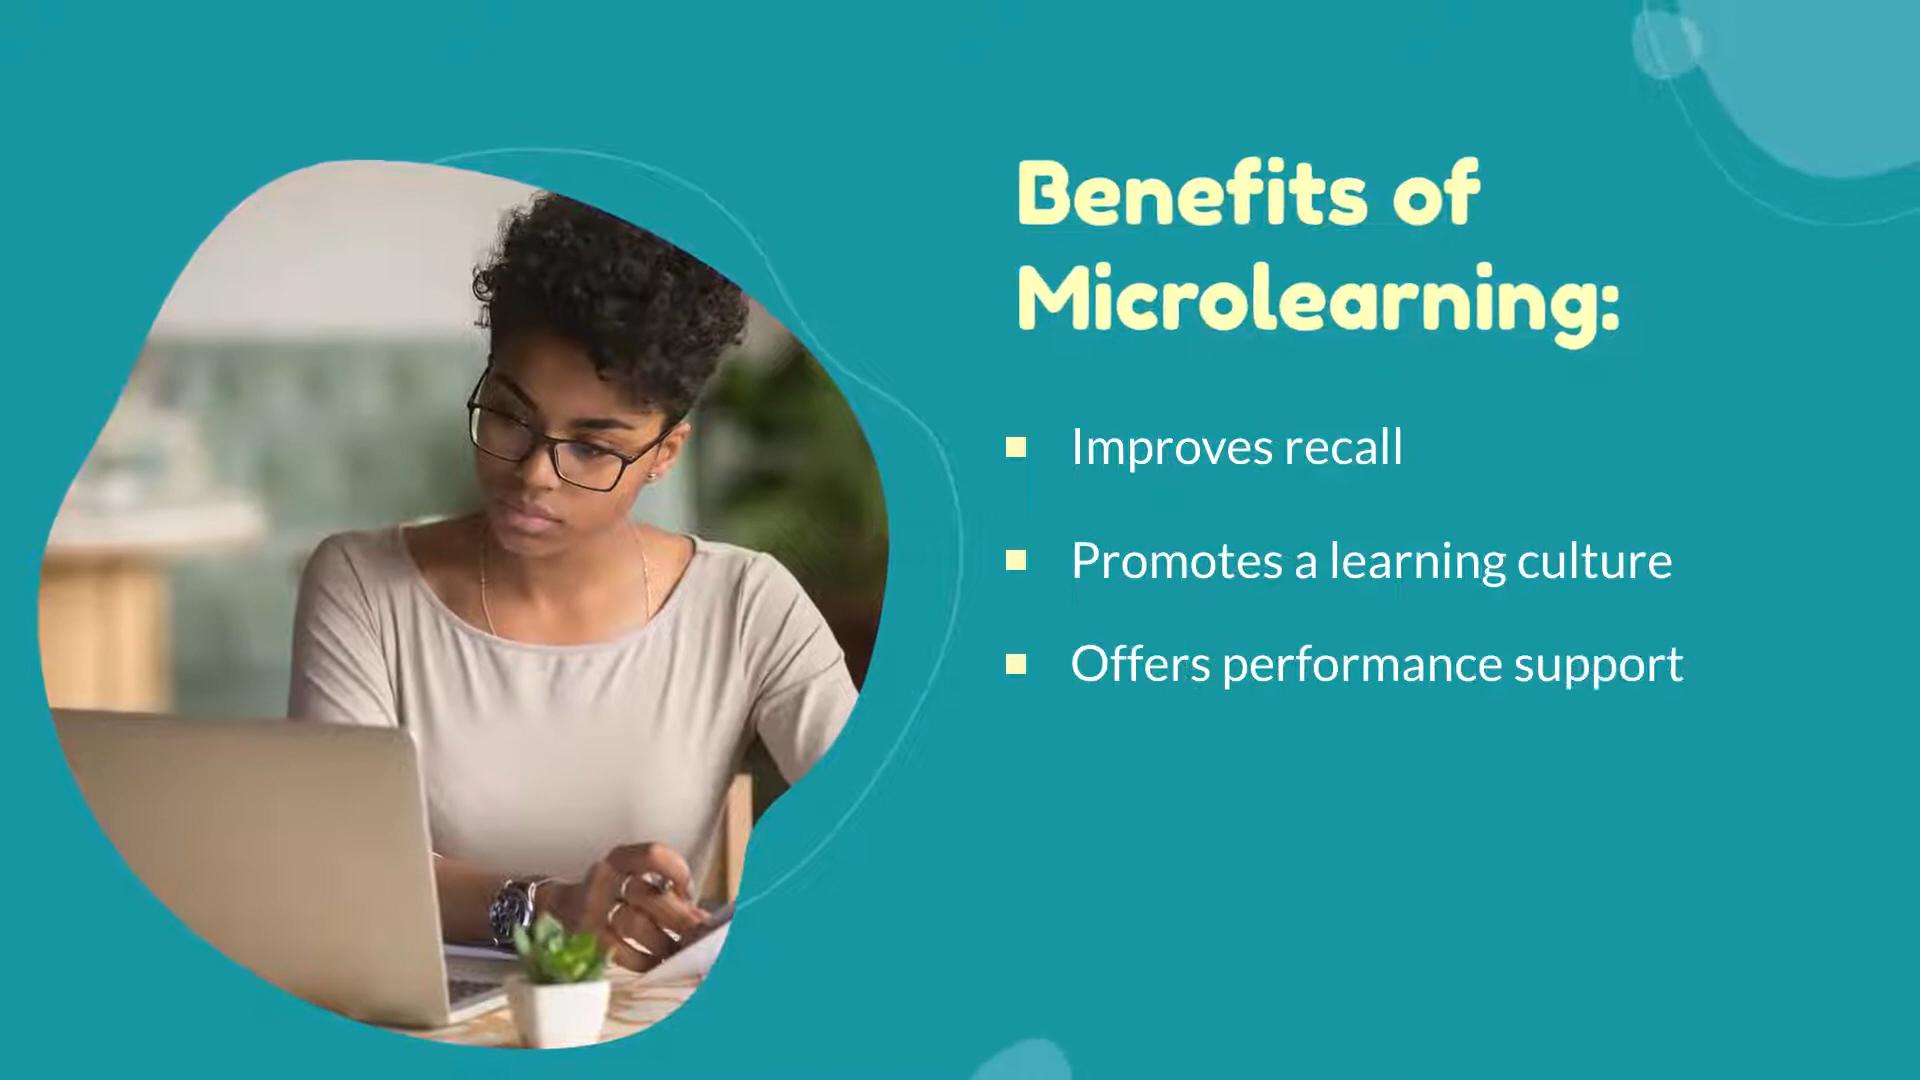 Benefits of
Microlearning:
Improves recall
Promotes a learning culture
Offers performance support